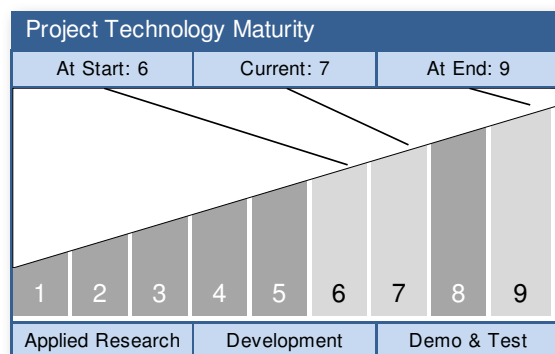 Project Technology Maturity
At Start: 6 Current: 7 At End: 9
1 2 3 4 5 6 7 8 9
Applied Research Development Demo & Test